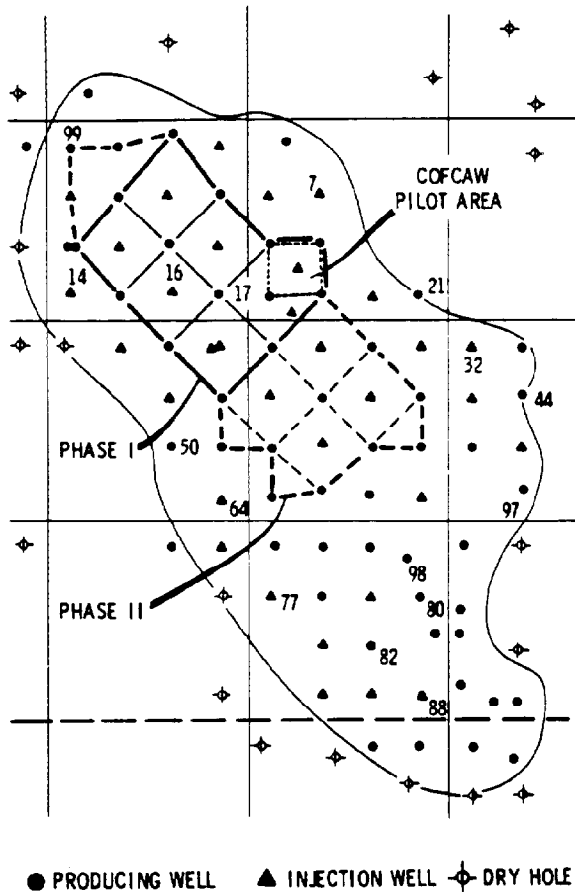 99
7
COFCAW
PILOT AREA
14
16
17
21
32
44
PHASE I
50
64
97
98
PHASE II
77
80
82
88
PRODUCING WELL
INJECTION WELL
DRY HOLE